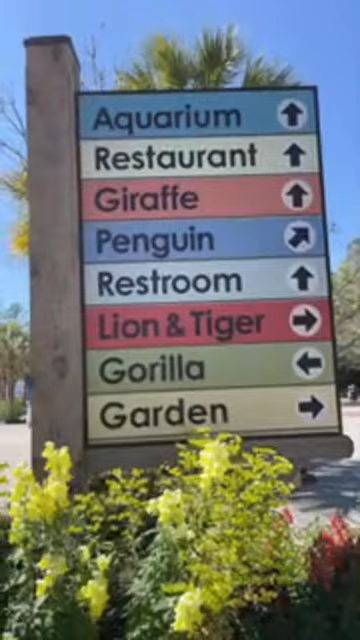 Aquarium
Restaurant
Giraffe
Penguin
Restroom
Lion & Tiger
Gorilla
Garden